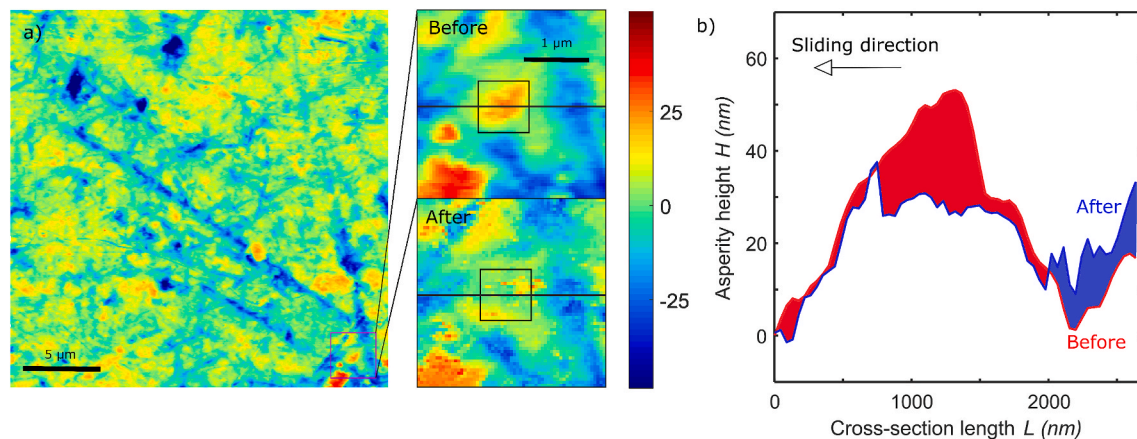 a)
5 μm
Before
1 μm
After
25
0
-25
b)
Sliding direction
After
Before
Asperity height H (nm)
60
40
20
0
0
1000
2000
Cross-section length L (nm)